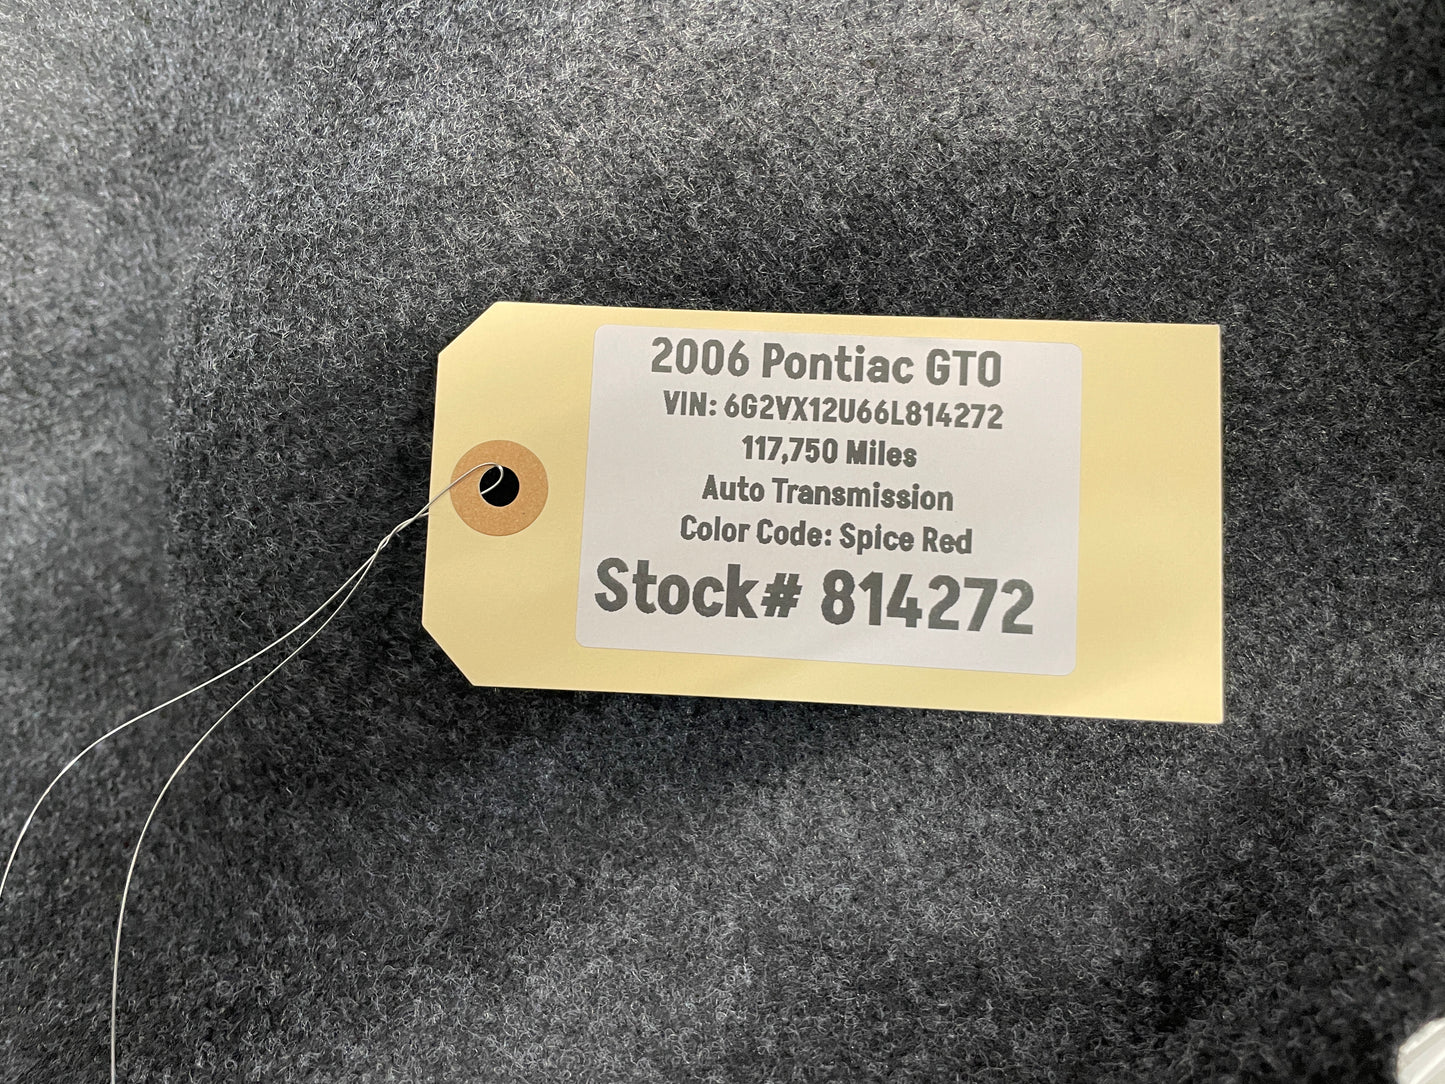 2006 Pontiac GTO
VIN: 6G2VX12U66L814272
117,750 Miles
Auto Transmission
Color Code: Spice Red
Stock# 814272